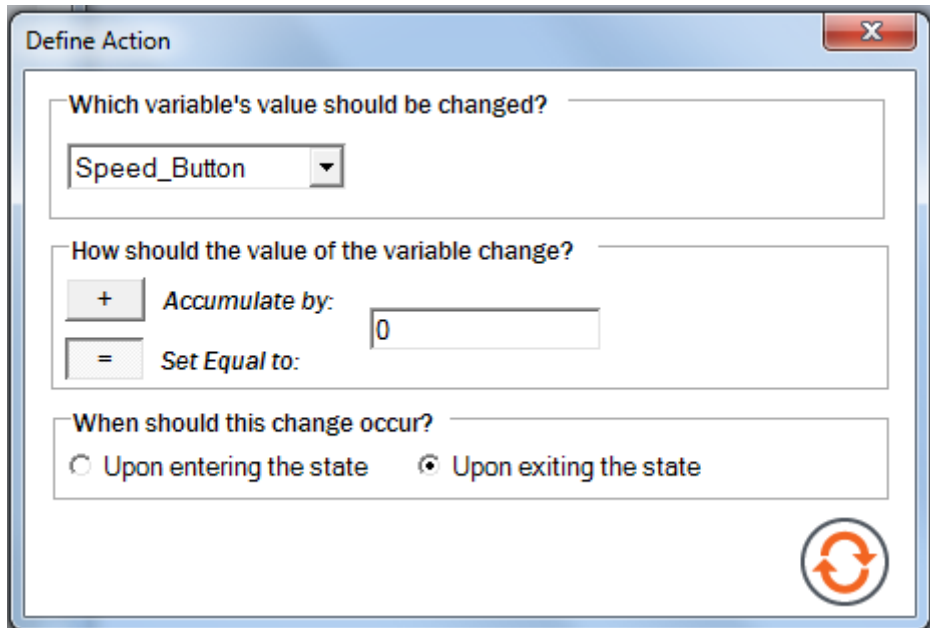 Define Action
x
Which variable's value should be changed?
Speed_Button
How should the value of the variable change?
+ Accumulate by:
0
= Set Equal to:
When should this change occur?
Upon entering the state Upon exiting the state